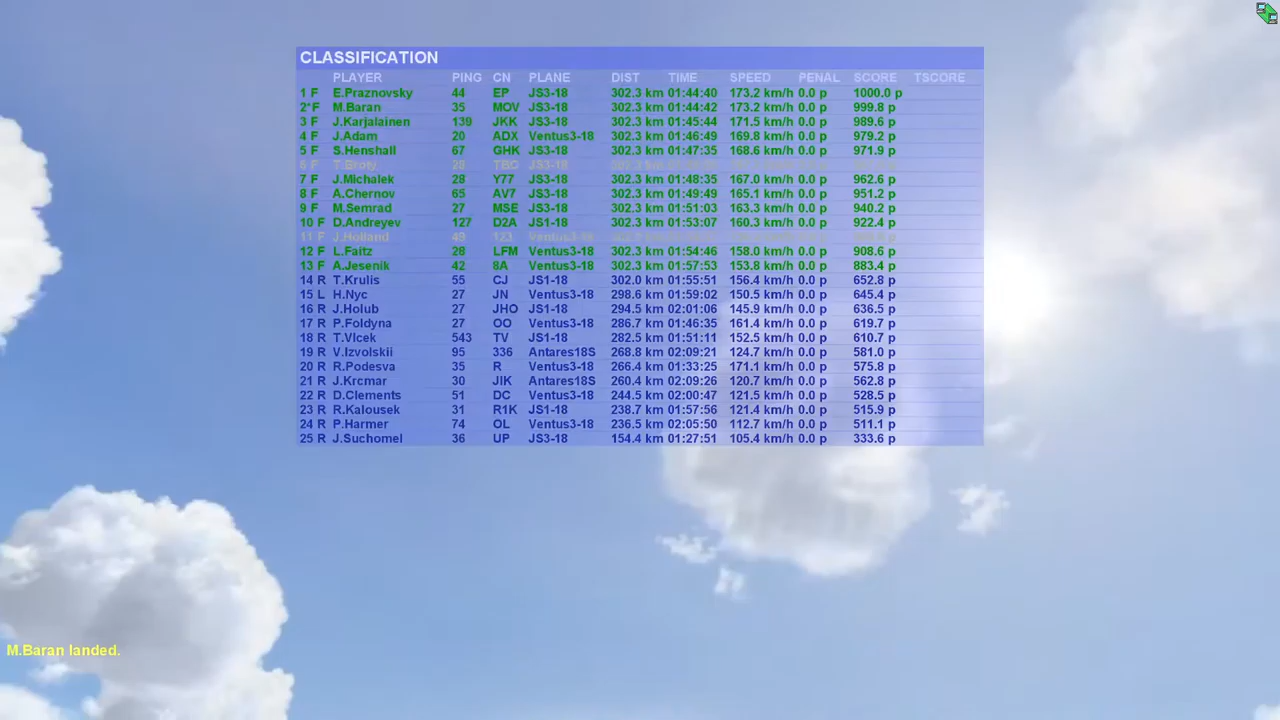 CLASSIFICATION
PLAYER PING CN PLANE DIST TIME SPEED PENAL SCORE TSCORE
1 F E.Praznovsky 44 EP JS3-18 302.3 km 01:44:40 173.2 km/h 0.0 p 1000.0 p
2*F M.Baran 35 MOV JS3-18 302.3 km 01:44:42 173.2 km/h 0.0 p 999.8 p
3 F J.Karjalainen 139 JKK JS3-18 302.3 km 01:45:44 171.5 km/h 0.0 p 989.6 p
4 F J.Adam 20 ADX Ventus3-18 302.3 km 01:46:49 169.8 km/h 0.0 p 979.2 p
5 F S.Henshall 67 GHK JS3-18 302.3 km 01:47:35 168.6 km/h 0.0 p 971.9 p
6 F 28 JS3-18
7 F J.Michalek 28 Y77 JS3-18 302.3 km 01:48:35 167.0 km/h 0.0 p 962.6 p
8 F A.Chernov 65 AV7 JS3-18 302.3 km 01:49:49 165.1 km/h 0.0 p 951.2 p
9 F M.Semrad 27 MSE JS3-18 302.3 km 01:51:03 163.3 km/h 0.0 p 940.2 p
10 F D.Andreyev 127 D2A JS1-18 302.3 km 01:53:07 160.3 km/h 0.0 p 922.4 p
11 F J.Holland 49 123 Ventus3-18
12 F L.Faitz 28 LFM Ventus3-18 302.3 km 01:54:46 158.0 km/h 0.0 p 908.6 p
13 F A.Jesenik 42 8A Ventus3-18 302.3 km 01:57:53 153.8 km/h 0.0 p 883.4 p
14 R T.Krulis 55 CJ JS1-18 302.0 km 01:55:51 156.4 km/h 0.0 p 652.8 p
15 L H.Nyc 27 JN Ventus3-18 298.6 km 01:59:02 150.5 km/h 0.0 p 645.4 p
16 R J.Holub 27 JHO JS1-18 294.5 km 02:01:06 145.9 km/h 0.0 p 636.5 p
17 R P.Foldyna 27 OO Ventus3-18 286.7 km 01:46:35 161.4 km/h 0.0 p 619.7 p
18 R T.Vlcek 543 TV JS1-18 282.5 km 01:51:11 152.5 km/h 0.0 p 610.7 p
19 R V.Izvolskii 95 336 Antares18S 268.8 km 02:09:21 124.7 km/h 0.0 p 581.0 p
20 R R.Podesva 35 R Ventus3-18 266.4 km 01:33:25 171.1 km/h 0.0 p 575.8 p
21 R J.Krcmar 30 JIK Antares18S 260.4 km 02:09:26 120.7 km/h 0.0 p 562.8 p
22 R D.Clements 51 DC Ventus3-18 244.5 km 02:00:47 121.5 km/h 0.0 p 528.5 p
23 R R.Kalousek 31 R1K JS1-18 238.7 km 01:57:56 121.4 km/h 0.0 p 515.9 p
24 R P.Harmer 74 OL Ventus3-18 236.5 km 02:05:50 112.7 km/h 0.0 p 511.1 p
25 R J.Suchomel 36 UP JS3-18 154.4 km 01:27:51 105.4 km/h 0.0 p 333.6 p
M.Baran landed.